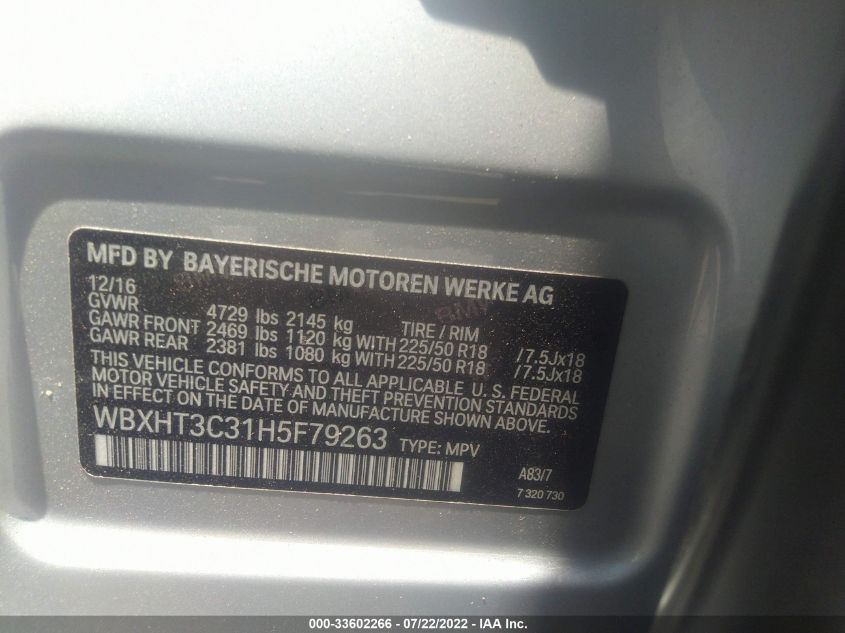 MFD BY BAYERISCHE MOTOREN WERKE AG
12/16
GVWR 4729 lbs 2145 kg TIRE / RIM
GAWR FRONT 2469 lbs 1120 kg WITH 225/50 R18 /7.5Jx18
GAWR REAR 2381 lbs 1080 kg WITH 225/50 R18 /7.5Jx18
THIS VEHICLE CONFORMS TO ALL APPLICABLE U. S. FEDERAL
MOTOR VEHICLE SAFETY AND THEFT PREVENTION STANDARDS
IN EFFECT ON THE DATE OF MANUFACTURE SHOWN ABOVE.
WBXHT3C31H5F79263 TYPE: MPV
A83/7
7 320 730
000-33602266 - 07/22/2022 - IAA Inc.